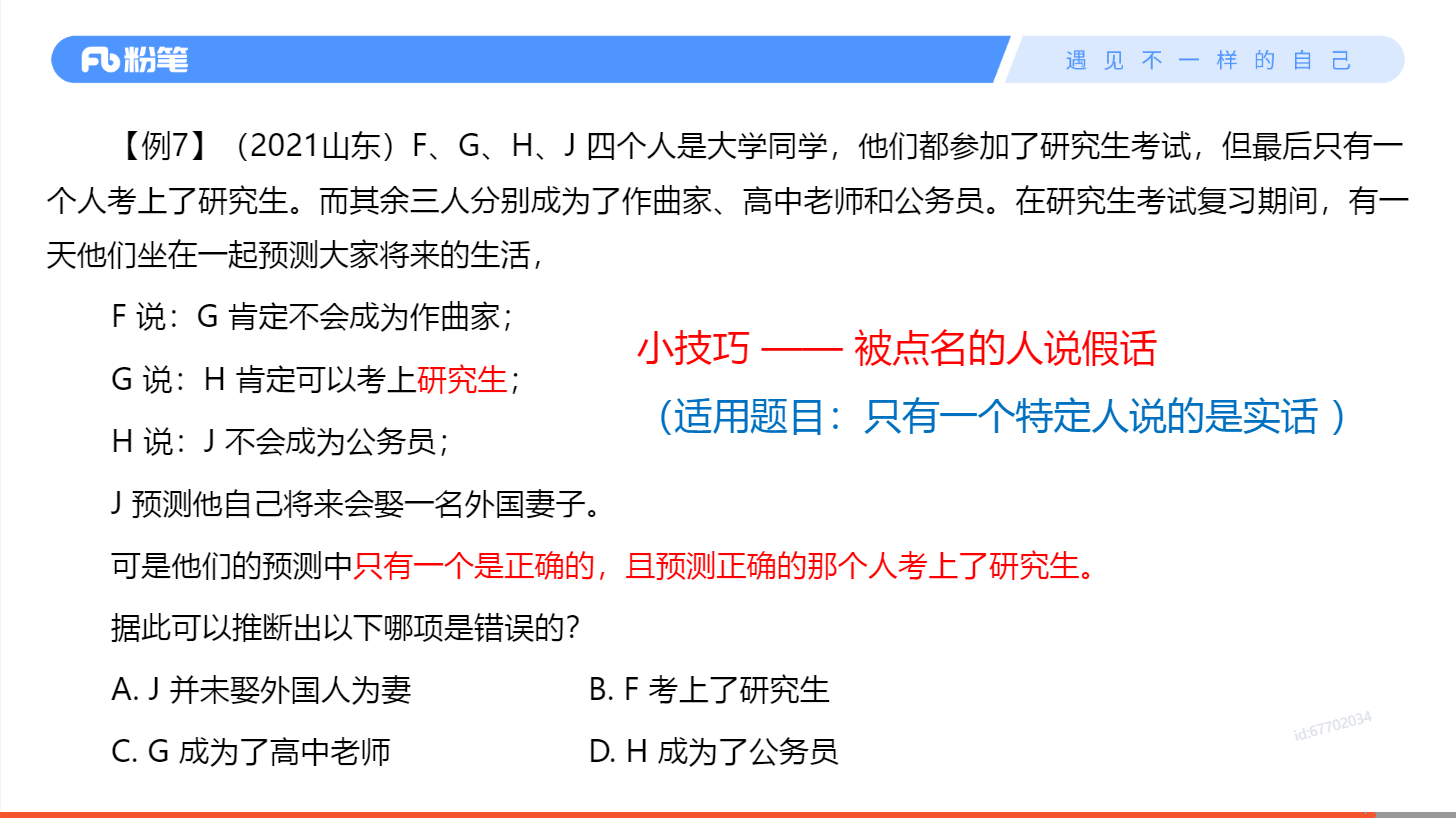 粉笔
遇见不一样的自己
【例7】（2021山东）F、G、H、J 四个人是大学同学，他们都参加了研究生考试，但最后只有一
个人考上了研究生。而其余三人分别成为了作曲家、高中老师和公务员。在研究生考试复习期间，有一
天他们坐在一起预测大家将来的生活，
F 说：G 肯定不会成为作曲家；
G 说：H 肯定可以考上研究生；
H 说：J 不会成为公务员；
J 预测他自己将来会娶一名外国妻子。
小技巧 —— 被点名的人说假话
（适用题目：只有一个特定人说的是实话 ）
可是他们的预测中只有一个是正确的，且预测正确的那个人考上了研究生。
据此可以推断出以下哪项是错误的？
A. J 并未娶外国人为妻
B. F 考上了研究生
C. G 成为了高中老师
D. H 成为了公务员
id:67702034